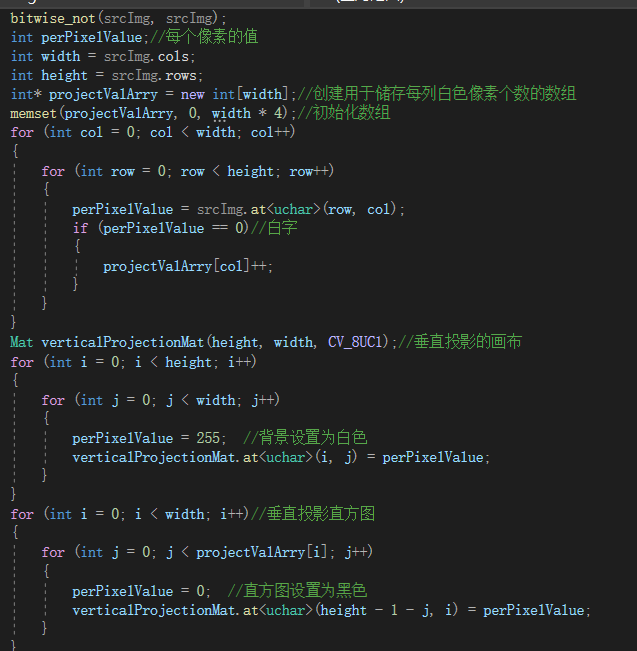 bitwise_not(srcImg, srcImg);
int perPixelValue;//每个像素的值
int width = srcImg.cols;
int height = srcImg.rows;
int* projectValArry = new int[width];//创建用于储存每列白色像素个数的数组
memset(projectValArry, 0, width * 4);//初始化数组
for (int col = 0; col < width; col++)
{
for (int row = 0; row < height; row++)
{
perPixelValue = srcImg.at<uchar>(row, col);
if (perPixelValue == 0)//白字
{
projectValArry[col]++;
}
}
}
Mat verticalProjectionMat(height, width, CV_8UC1);//垂直投影的画布
for (int i = 0; i < height; i++)
{
for (int j = 0; j < width; j++)
{
perPixelValue = 255;  //背景设置为白色
verticalProjectionMat.at<uchar>(i, j) = perPixelValue;
}
}
for (int i = 0; i < width; i++)//垂直投影直方图
{
for (int j = 0; j < projectValArry[i]; j++)
{
perPixelValue = 0;  //直方图设置为黑色
verticalProjectionMat.at<uchar>(height - 1 - j, i) = perPixelValue;
}
}